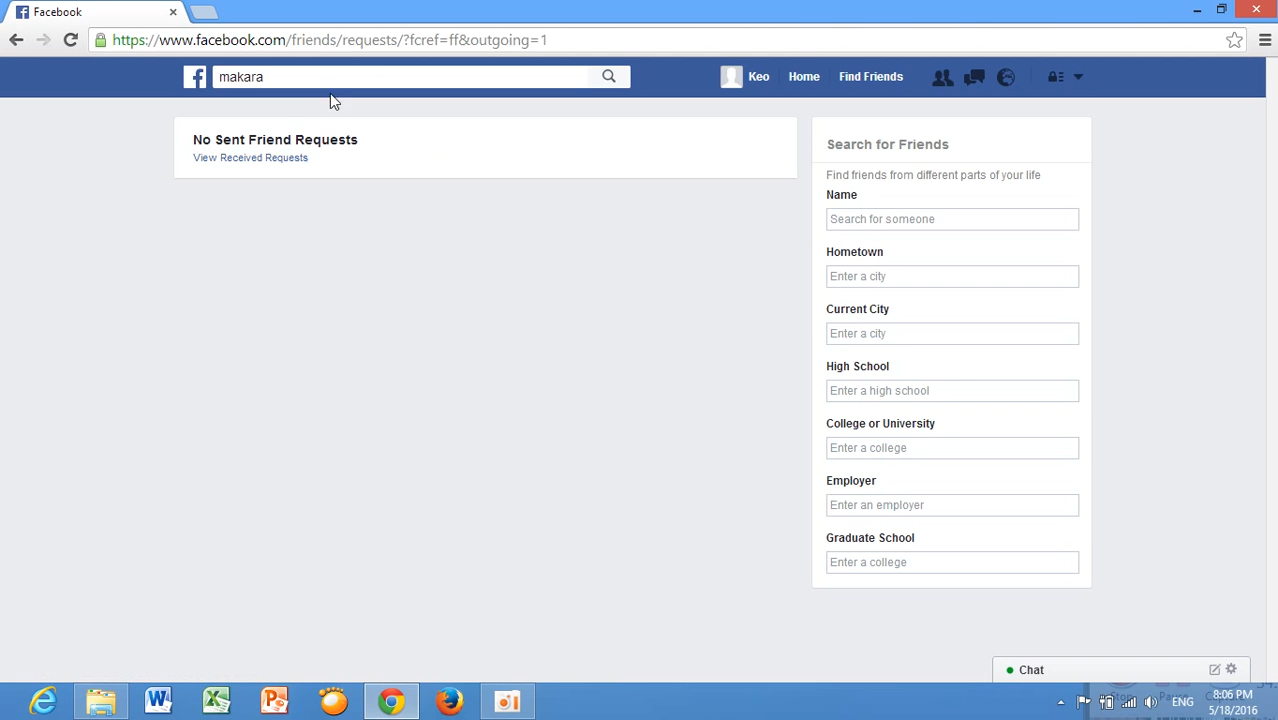 Facebook
https://www.facebook.com/friends/requests/?fcref=ff&outgoing=1
makara
Keo
Home
Find Friends
No Sent Friend Requests
View Received Requests
Search for Friends
Find friends from different parts of your life
Name
Search for someone
Hometown
Enter a city
Current City
Enter a city
High School
Enter a high school
College or University
Enter a college
Employer
Enter an employer
Graduate School
Enter a college
Chat
Stop
Pause
ENG
8:06 PM
5/18/2016